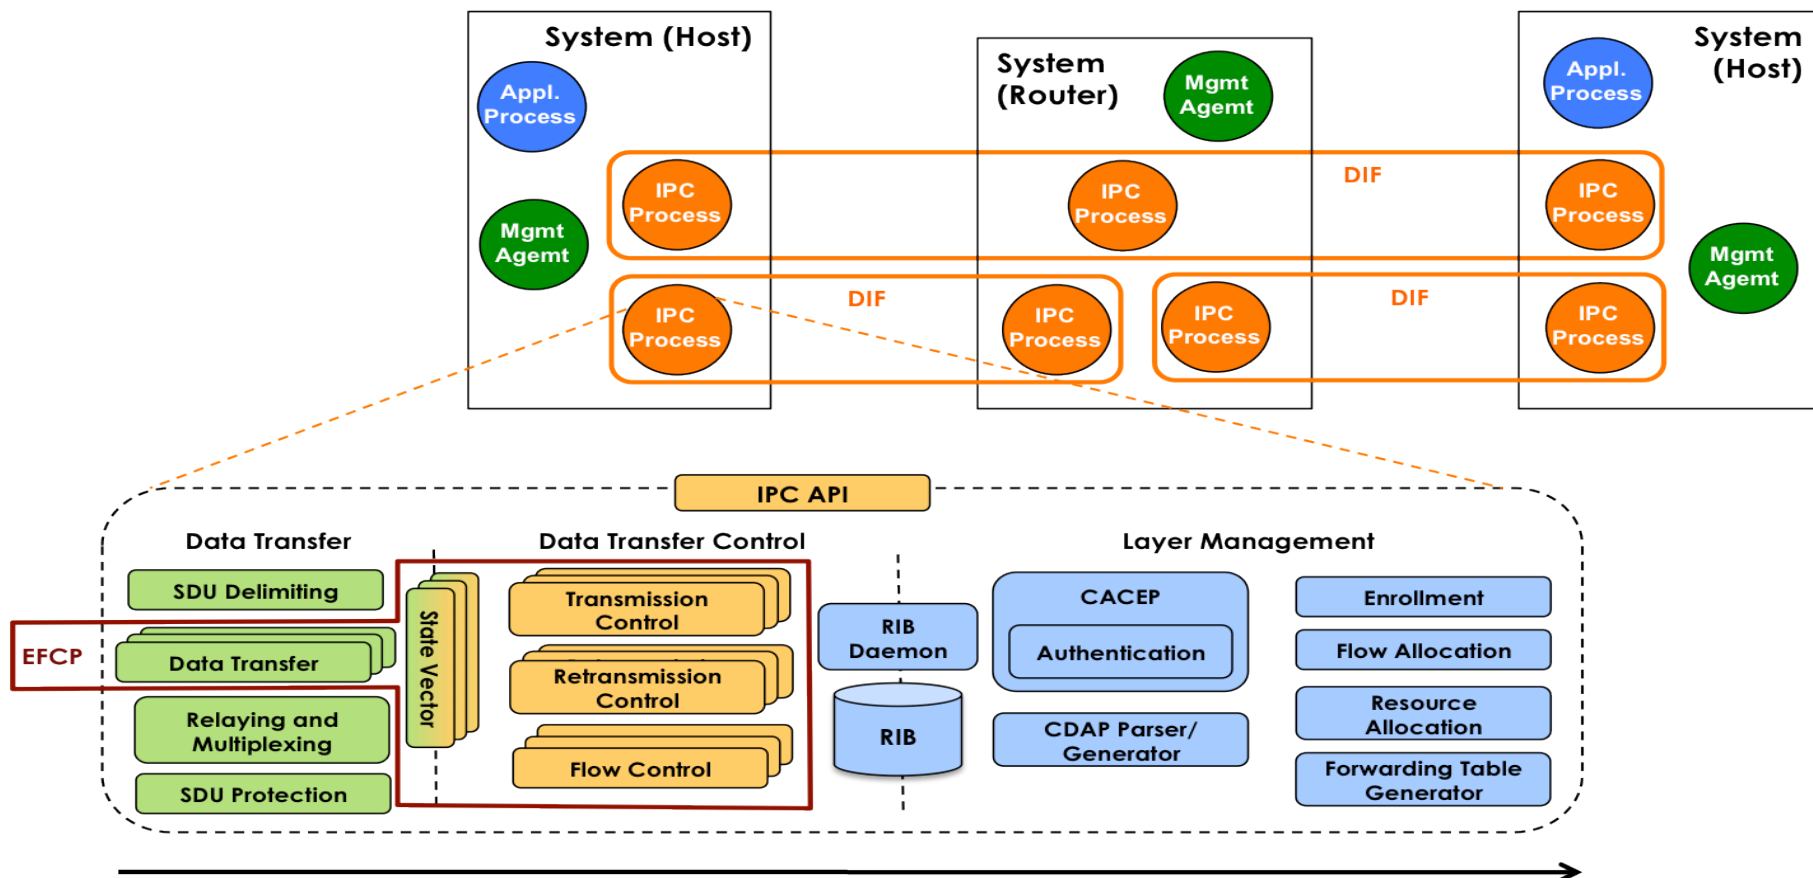 System (Host)
Appl.
Process
Mgmt
Agemt
IPC
Process
IPC
Process
System
(Router)
Mgmt
Agemt
IPC
Process
IPC
Process
IPC
Process
System
(Host)
Appl.
Process
IPC
Process
Mgmt
Agemt
IPC
Process
DIF
DIF
DIF
IPC API
Data Transfer
Data Transfer Control
Layer Management
EFCP
SDU Delimiting
Data Transfer
Relaying and
Multiplexing
SDU Protection
State Vector
Transmission
Control
Retransmission
Control
Flow Control
RIB
Daemon
RIB
CACEP
Authentication
CDAP Parser/
Generator
Enrollment
Flow Allocation
Resource
Allocation
Forwarding Table
Generator